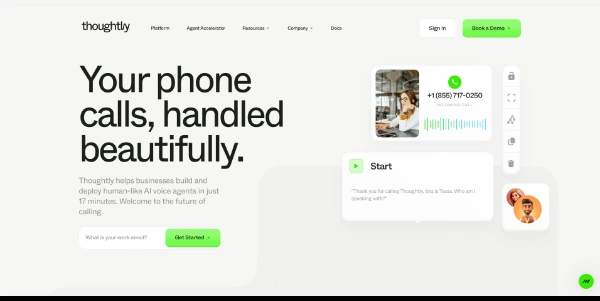 thoughtly
Platform
Agent Accelerator
Resources
Company
Docs
Sign In
Book a Demo
Your phone
calls, handled
beautifully.
Thoughtly helps businesses build and
deploy human-like AI voice agents in just
17 minutes. Welcome to the future of
calling.
What is your work email?
Get Started
+1 (855) 717-0250
INCOMING CALL
Start
"Thank you for calling Thoughtly, this is Tessa. Who am I
speaking with?"